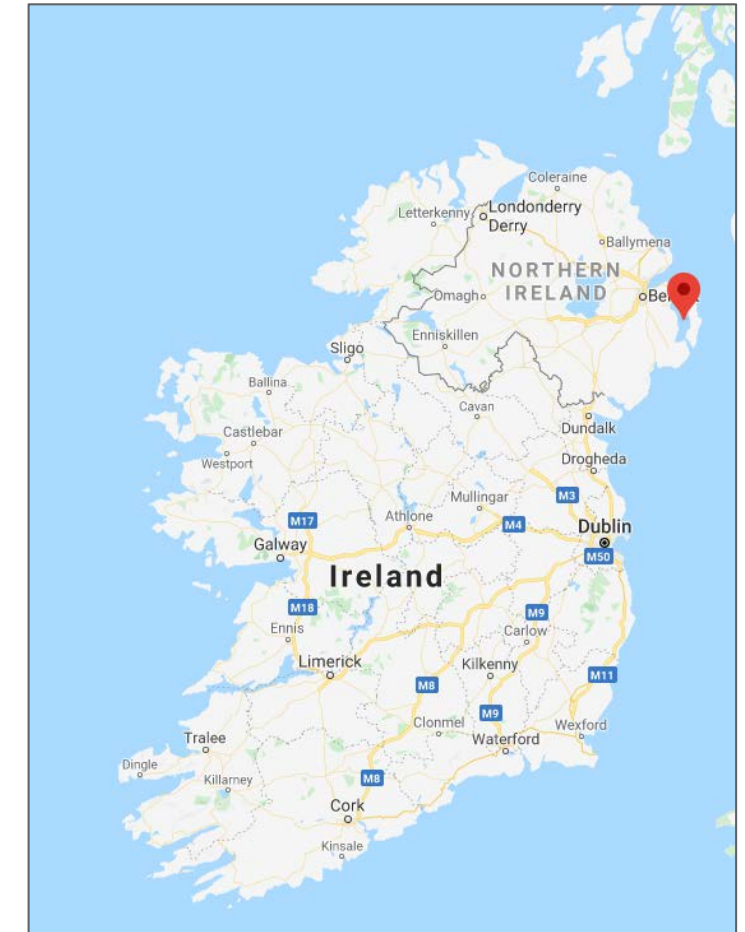 Coleraine
Londonderry
Derry
Letterkenny
Ballymena
NORTHERN
IRELAND
Omagh
Enniskillen
Sligo
Ballina
Cavan
Dundalk
Castlebar
Westport
Drogheda
Mullingar
M3
Athlone
M17
M4
Dublin
Galway
M50
Ireland
M18
M9
Ennis
Carlow
Limerick
Kilkenny
M11
M8
M9
Clonmel
Wexford
Tralee
Waterford
Dingle
Killarney
M8
Cork
Kinsale